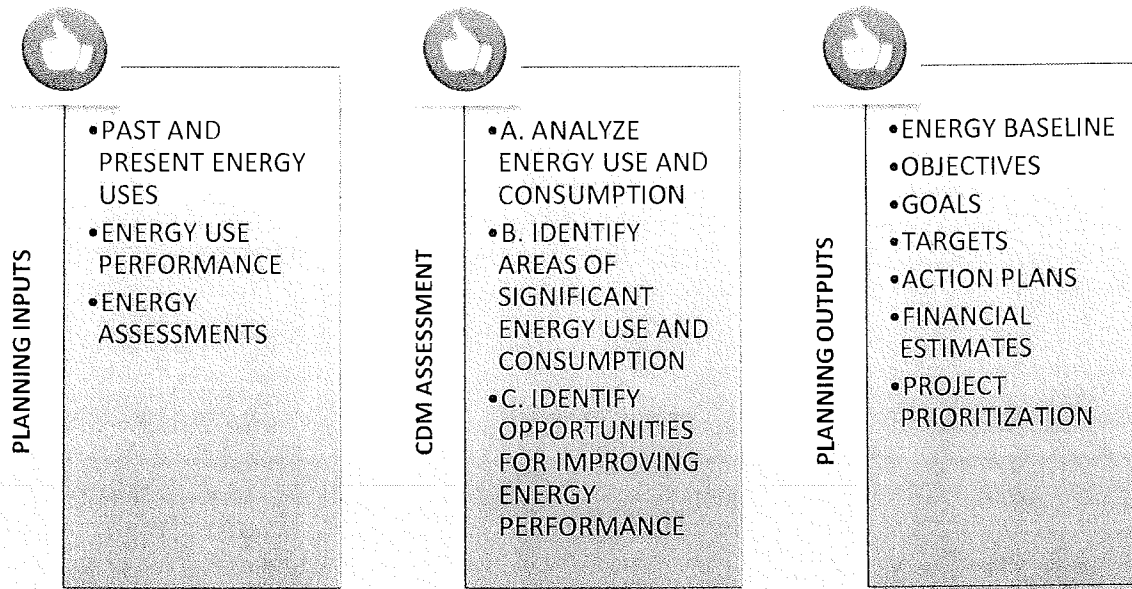 PLANNING INPUTS
•PAST AND
PRESENT ENERGY
USES
•ENERGY USE
PERFORMANCE
•ENERGY
ASSESSMENTS
CDM ASSESSMENT
•A. ANALYZE
ENERGY USE AND
CONSUMPTION
•B. IDENTIFY
AREAS OF
SIGNIFICANT
ENERGY USE AND
CONSUMPTION
•C. IDENTIFY
OPPORTUNITIES
FOR IMPROVING
ENERGY
PERFORMANCE
PLANNING OUTPUTS
•ENERGY BASELINE
•OBJECTIVES
•GOALS
•TARGETS
•ACTION PLANS
•FINANCIAL
ESTIMATES
•PROJECT
PRIORITIZATION